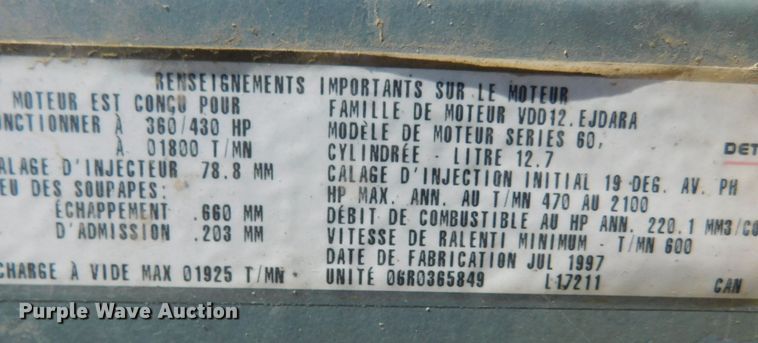 RENSEIGNEMENTS IMPORTANTS SUR LE MOTEUR
MOTEUR EST CONÇU POUR
ONCTIONNER À 360/430 HP
À 01800 T/MN
ALAGE D'INJECTEUR 78.8 MM
EU DES SOUPAPES:
ÉCHAPPEMENT .660 MM
D'ADMISSION .203 MM
CHARGE À VIDE MAX 01925 T/MN
FAMILLE DE MOTEUR VDD12.EJDARA
MODÈLE DE MOTEUR SERIES 60,
CYLINDRÉE - LITRE 12.7
CALAGE D'INJECTION INITIAL 19 DEG. AV. PH
HP MAX. ANN. AU T/MN 470 AU 2100
DÉBIT DE COMBUSTIBLE AU HP ANN. 220.1 MM3/CO
VITESSE DE RALENTI MINIMUM - T/MN 600
DATE DE FABRICATION JUL 1997
UNITÉ 06R0365849 L17211 CAN
DET
Purple Wave Auction